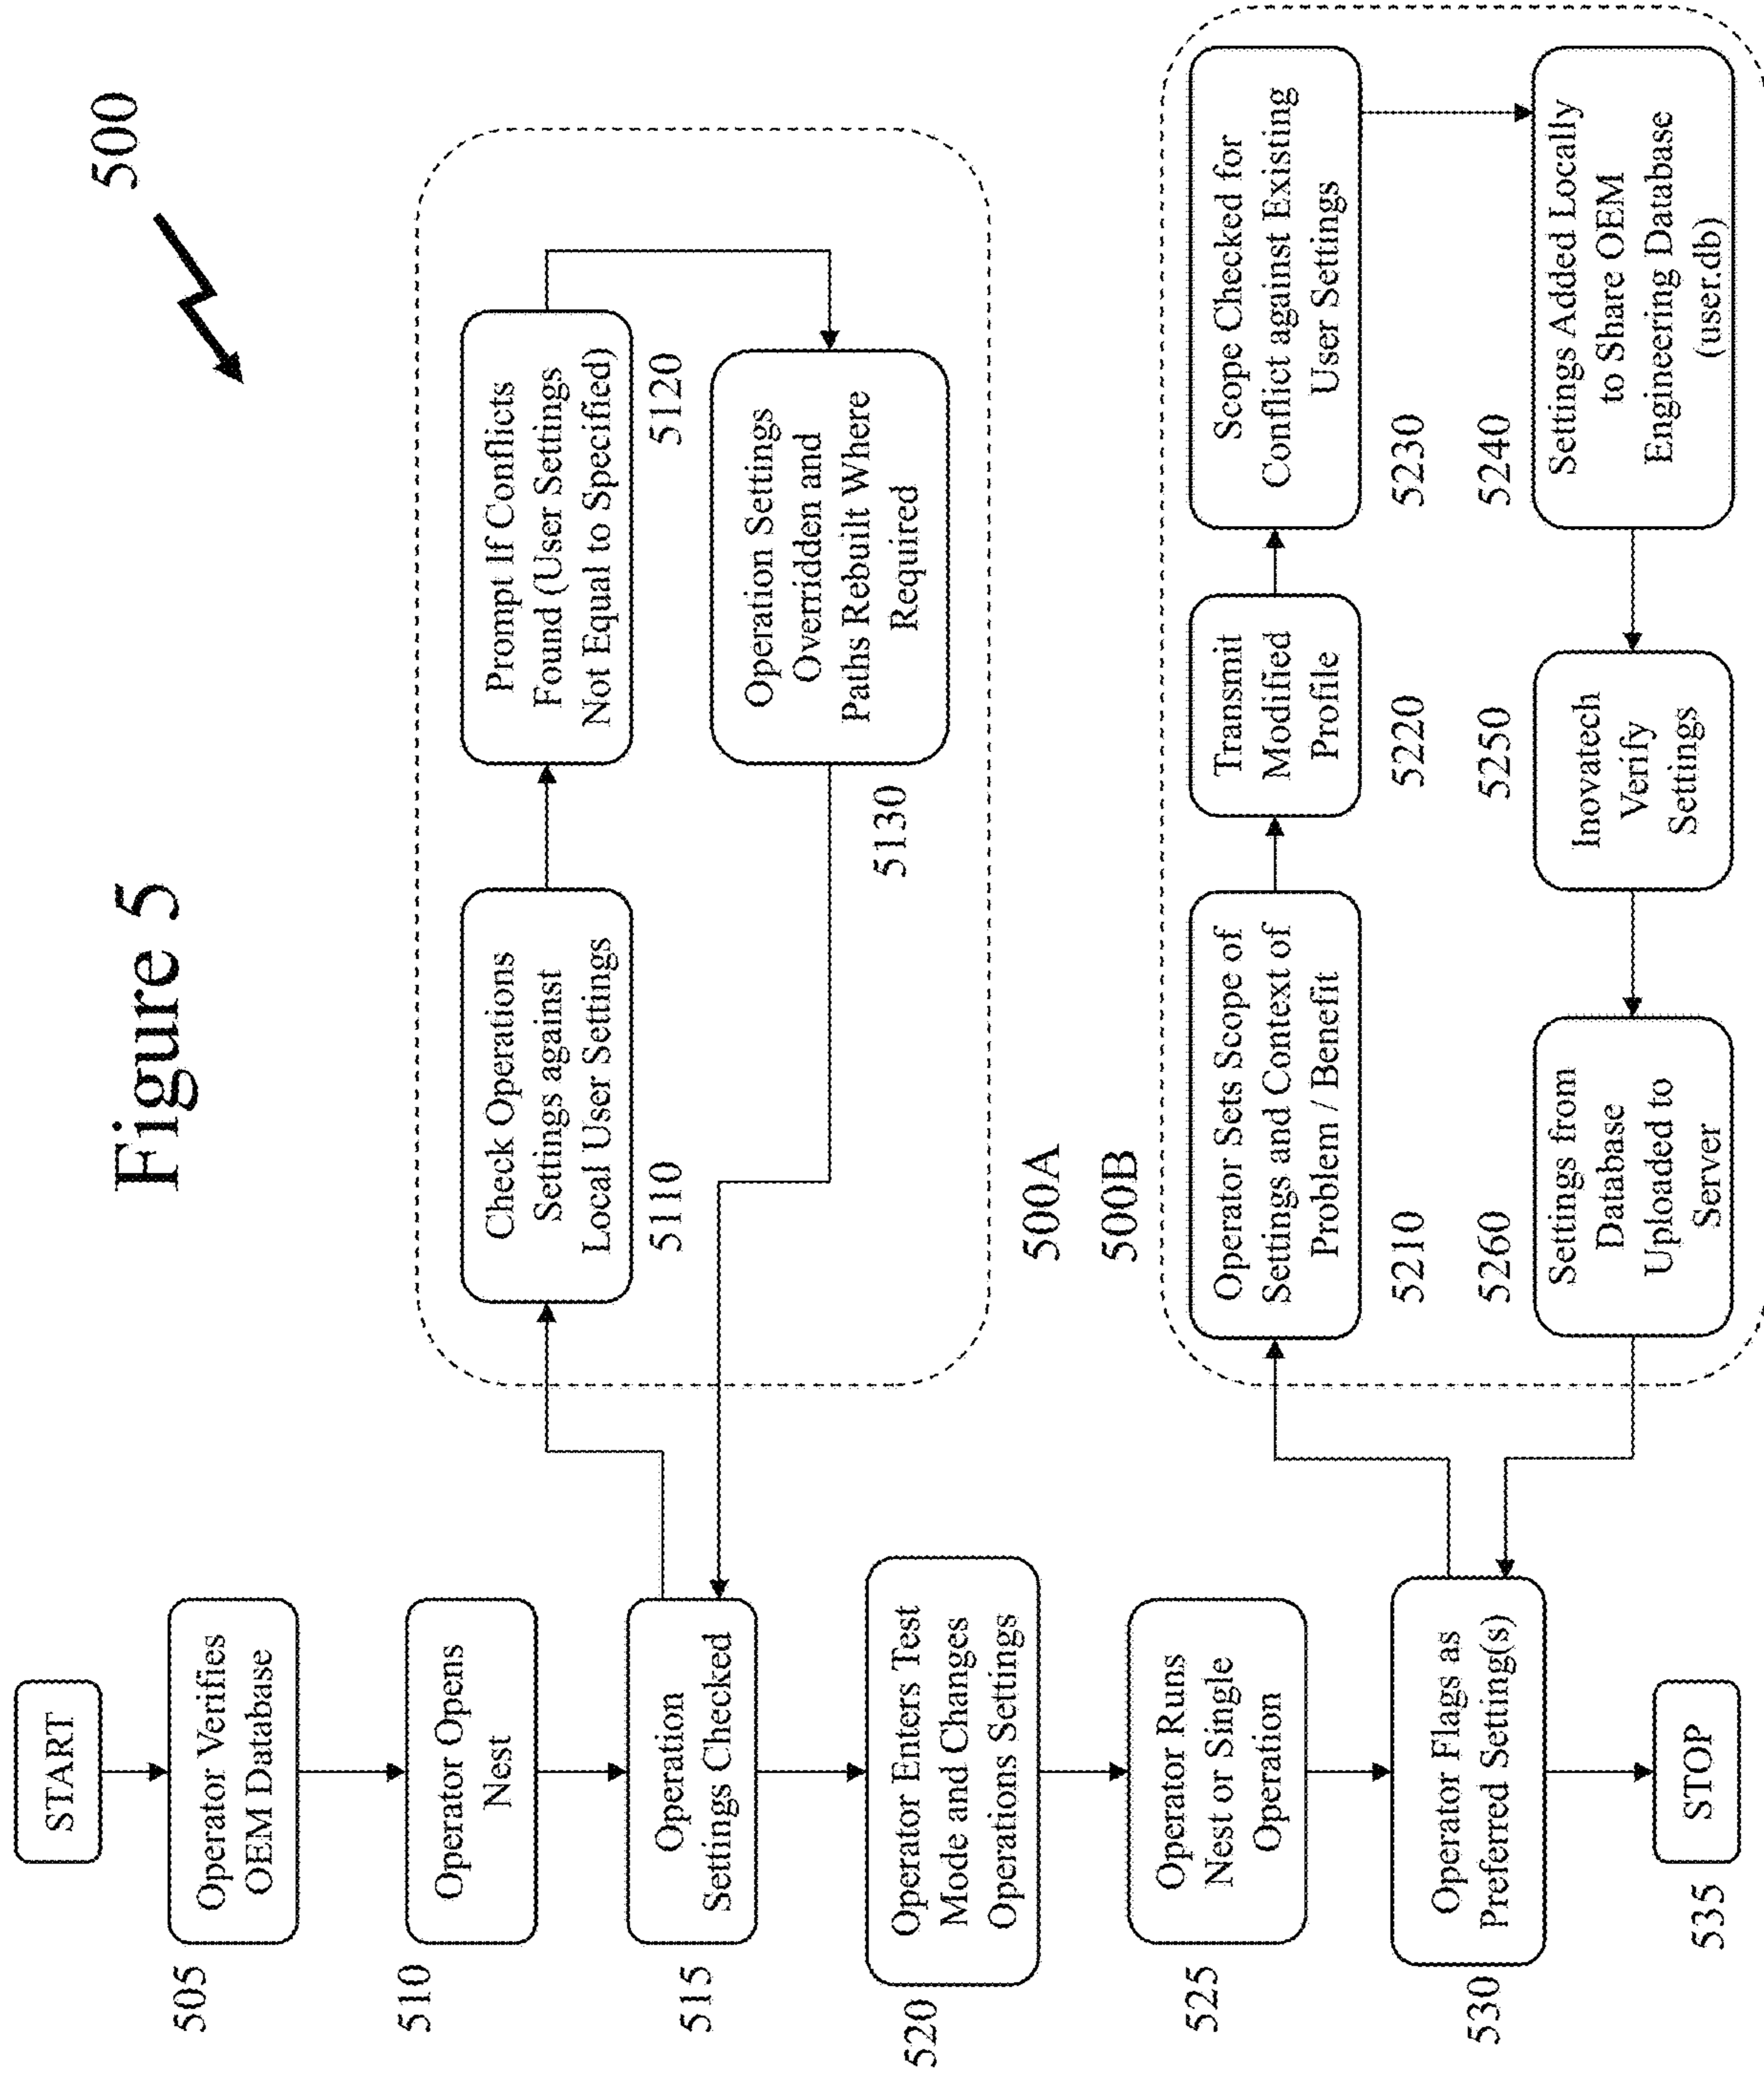 Figure 5
500
START
Operator Verifies
OEM Database
505
Operator Opens
Nest
510
Operation
Settings Checked
515
Operator Enters Test
Mode and Changes
Operations Settings
520
Operator Runs
Nest or Single
Operation
525
Operator Flags as
Preferred Setting(s)
530
STOP
535
Check Operations
Settings against
Local User Settings
5110
Prompt If Conflicts
Found (User Settings
Not Equal to Specified)
5120
Operation Settings
Overridden and
Paths Rebuilt Where
Required
5130
500A
500B
Operator Sets Scope of
Settings and Context of
Problem / Benefit
5210
Transmit
Modified
Profile
5220
Scope Checked for
Conflict against Existing
User Settings
5230
Settings Added Locally
to Share OEM
Engineering Database
(user.db)
5240
Inovatech
Verify
Settings
5250
Settings from
Database
Uploaded to
Server
5260